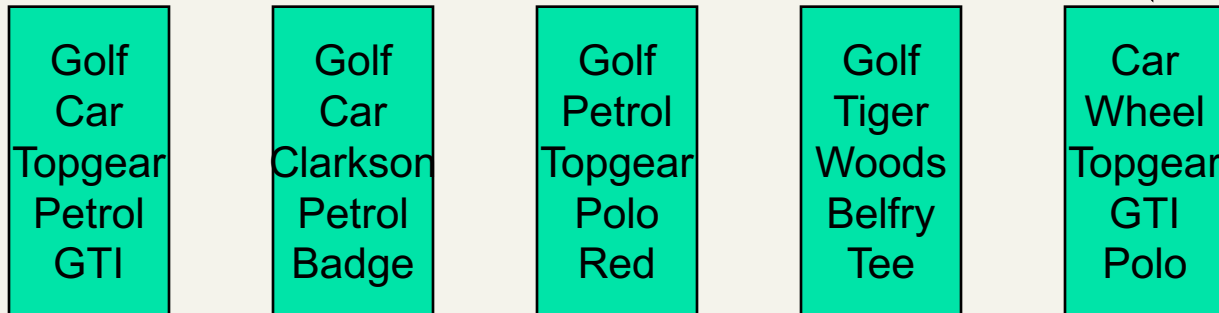 Golf
Car
Topgear
Petrol
GTI
Golf
Car
Clarkson
Petrol
Badge
Golf
Petrol
Topgear
Polo
Red
Golf
Tiger
Woods
Belfry
Tee
Car
Wheel
Topgear
GTI
Polo